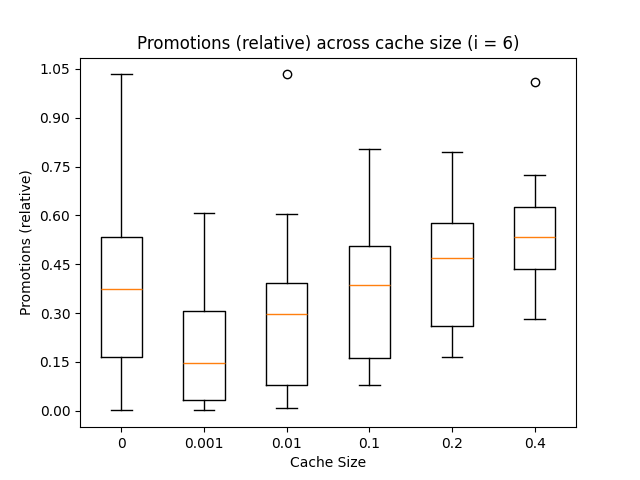 Promotions (relative) across cache size (i = 6)
1.05
0.90
0.75
0.60
0.45
0.30
0.15
0.00
Promotions (relative)
0 0.001 0.01 0.1 0.2 0.4
Cache Size